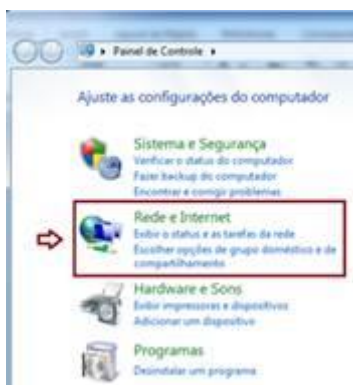 Painel de Controle
Ajuste as configurações do computador
Sistema e Segurança
Verificar o status do computador
Fazer backup do computador
Encontrar e corrigir problemas
Rede e Internet
Exibir o status e as tarefas da rede
Escolher opções de grupo doméstico e de
compartilhamento
Hardware e Sons
Exibir impressoras e dispositivos
Adicionar um dispositivo
Programas
Desinstalar um programa